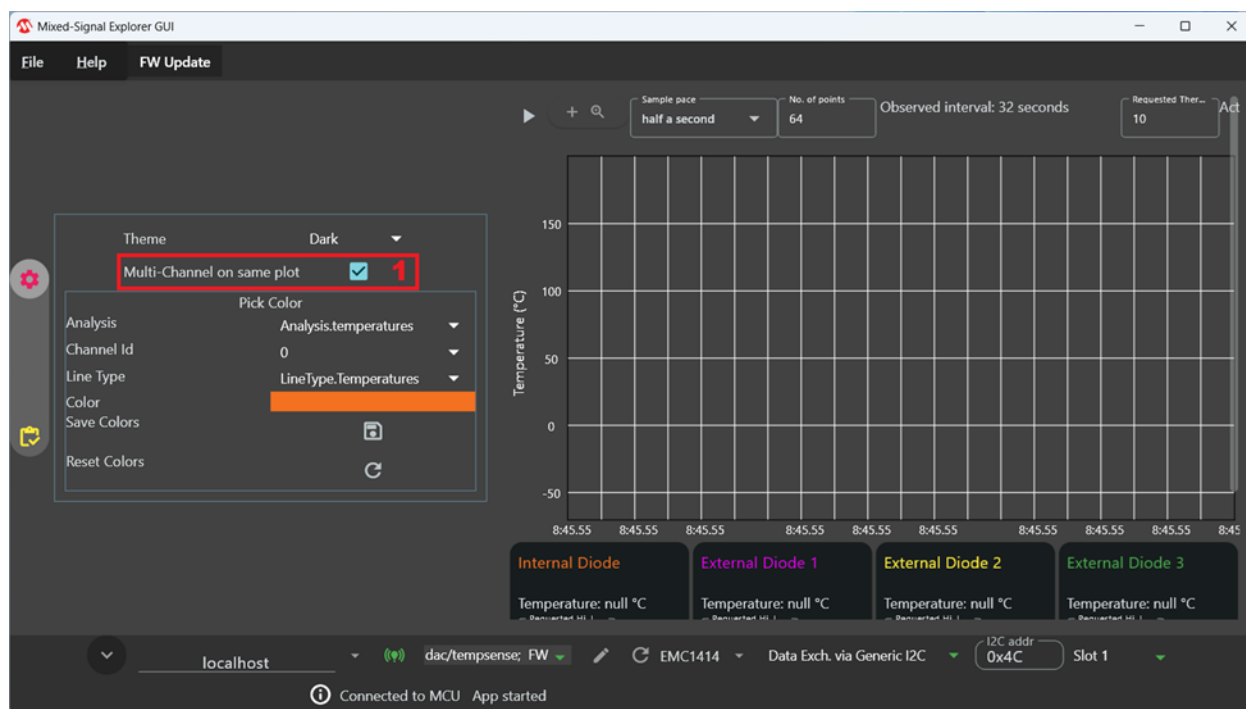 Mixed-Signal Explorer GUI
File Help FW Update
Sample pace
half a second
No. of points
64
Observed interval: 32 seconds
Requested Ther...
10
Act
Theme Dark
Multi-Channel on same plot 1
Pick Color
Analysis Analysis.temperatures
Channel Id 0
Line Type LineType.Temperatures
Color
Save Colors
Reset Colors
Temperature (°C)
150
100
50
0
-50
8:45.55 8:45.55 8:45.55 8:45.55 8:45.55 8:45.55 8:45.55 8:45.55 8:45.55 8:45
Internal Diode
Temperature: null °C
External Diode 1
Temperature: null °C
External Diode 2
Temperature: null °C
External Diode 3
Temperature: null °C
localhost
dac/tempsense; FW
EMC1414
Data Exch. via Generic I2C
I2C addr
0x4C
Slot 1
Connected to MCU App started